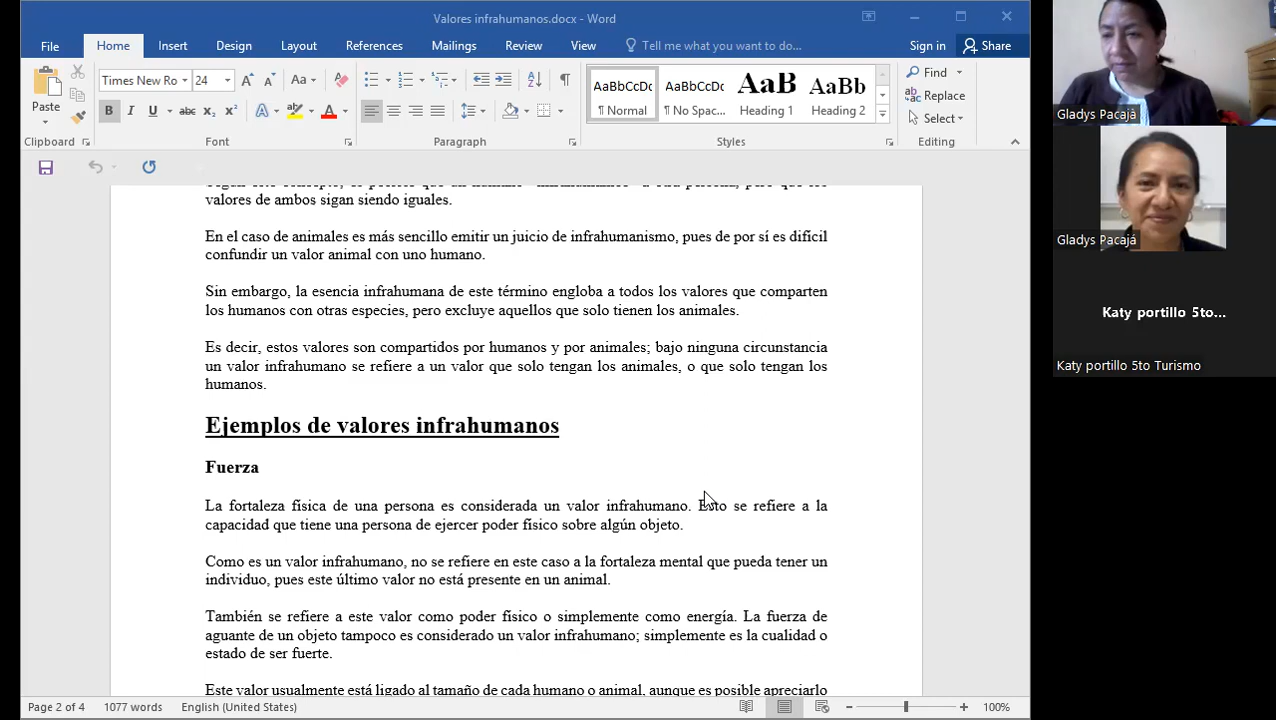 Valores infrahumanos.docx - Word
File Home Insert Design Layout References Mailings Review View Tell me what you want to do... Sign in Share
Times New Ro 24 Aa
AaBbCcDc AaBbCcDc AaB AaBb
Find
Replace
Select
Paste
B I U abc x₂ x² A A
¶ Normal ¶ No Spac... Heading 1 Heading 2
Clipboard Font Paragraph Styles Editing
valores de ambos sigan siendo iguales.
En el caso de animales es más sencillo emitir un juicio de infrahumanismo, pues de por sí es difícil
confundir un valor animal con uno humano.
Sin embargo, la esencia infrahumana de este término engloba a todos los valores que comparten
los humanos con otras especies, pero excluye aquellos que solo tienen los animales.
Es decir, estos valores son compartidos por humanos y por animales; bajo ninguna circunstancia
un valor infrahumano se refiere a un valor que solo tengan los animales, o que solo tengan los
humanos.
Ejemplos de valores infrahumanos
Fuerza
La fortaleza física de una persona es considerada un valor infrahumano. Esto se refiere a la
capacidad que tiene una persona de ejercer poder físico sobre algún objeto.
Como es un valor infrahumano, no se refiere en este caso a la fortaleza mental que pueda tener un
individuo, pues este último valor no está presente en un animal.
También se refiere a este valor como poder físico o simplemente como energía. La fuerza de
aguante de un objeto tampoco es considerado un valor infrahumano; simplemente es la cualidad o
estado de ser fuerte.
Este valor usualmente está ligado al tamaño de cada humano o animal, aunque es posible apreciarlo
Page 2 of 4 1077 words English (United States) 100%
Gladys Pacajá
Gladys Pacajá
Katy portillo 5to...
Katy portillo 5to Turismo